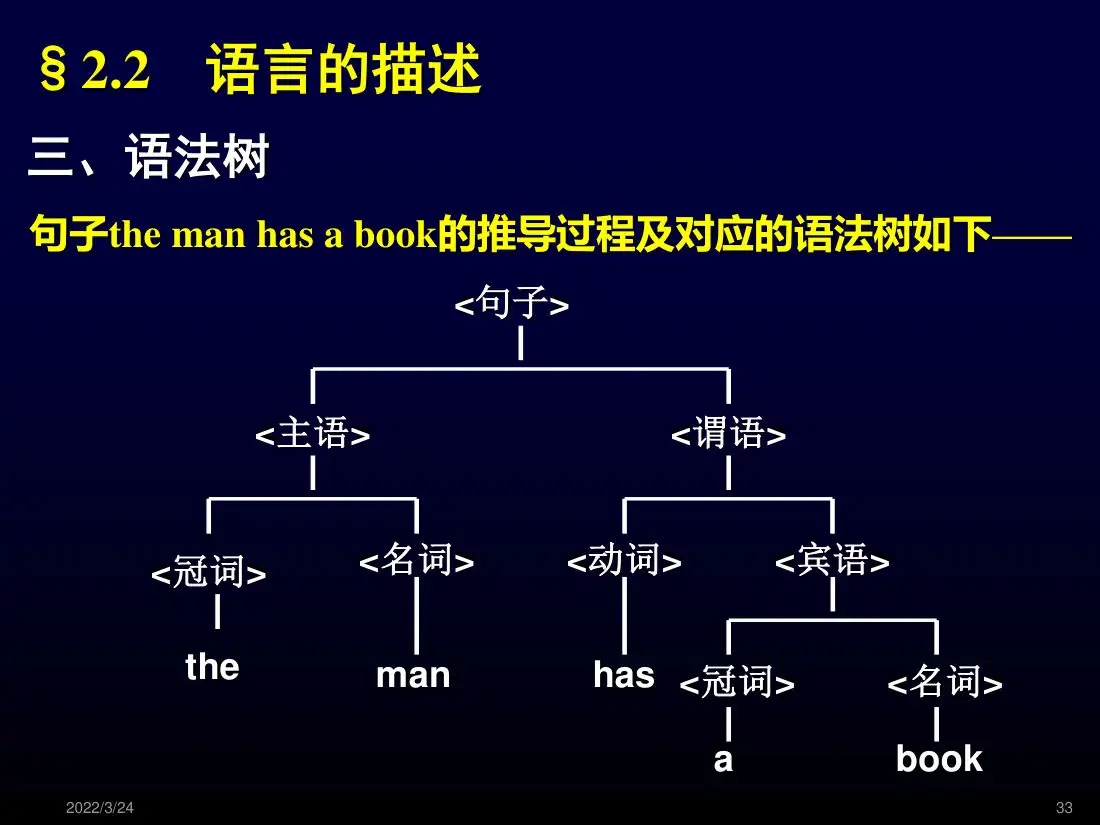 §2.2 语言的描述
三、语法树
句子the man has a book的推导过程及对应的语法树如下——
<句子>
<主语> <谓语>
<冠词> <名词> <动词> <宾语>
the man has <冠词> <名词>
a book
2022/3/24 33